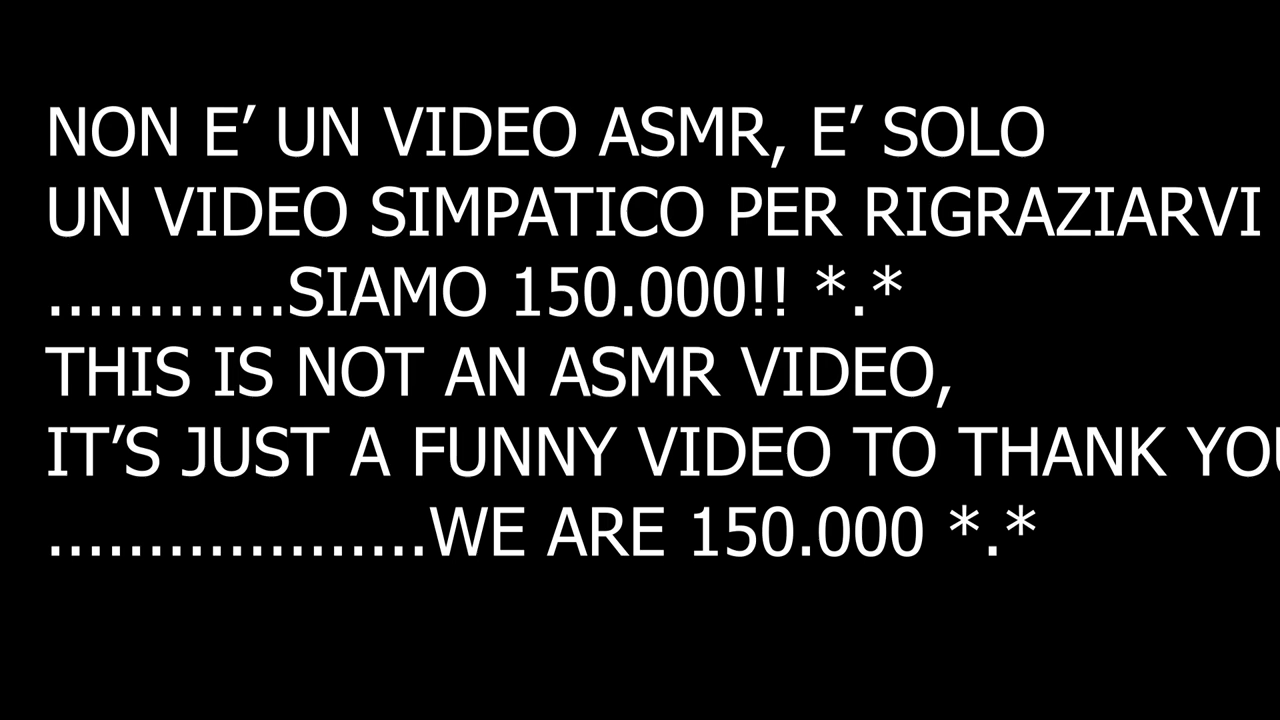 NON E’ UN VIDEO ASMR, E’ SOLO
UN VIDEO SIMPATICO PER RIGRAZIARVI
............SIAMO 150.000!! *.*
THIS IS NOT AN ASMR VIDEO,
IT’S JUST A FUNNY VIDEO TO THANK YOU
...................WE ARE 150.000 *.*